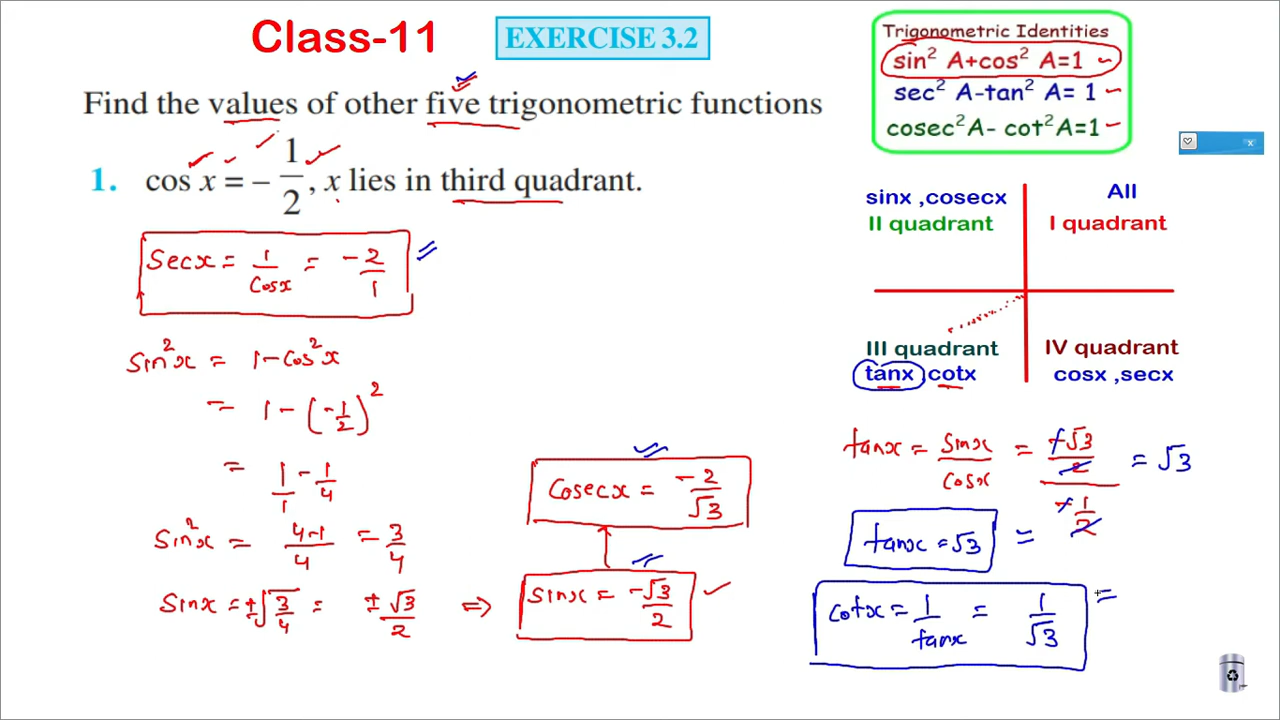 Class-11
EXERCISE 3.2
Trigonometric Identities
sin² A+cos² A=1
sec² A-tan² A= 1
cosec²A- cot²A=1
Find the values of other five trigonometric functions
1. cos x = – 1/2, x lies in third quadrant.
Secx = 1/Cosx = -2/1
Sin²x = 1-Cos²x
= 1-(-1/2)²
= 1/1 - 1/4
Sin²x = 4-1/4 = 3/4
Sinx = ±√3/4 = ±√3/2 ⇒ Sinx = -√3/2
Cosecx = -2/√3
sinx ,cosecx
II quadrant
All
I quadrant
III quadrant
tanx ,cotx
IV quadrant
cosx ,secx
tanx = Sinx/Cosx = -√3/2 / -1/2 = √3
tanx = √3 =
Cotx = 1/tanx = 1/√3
x